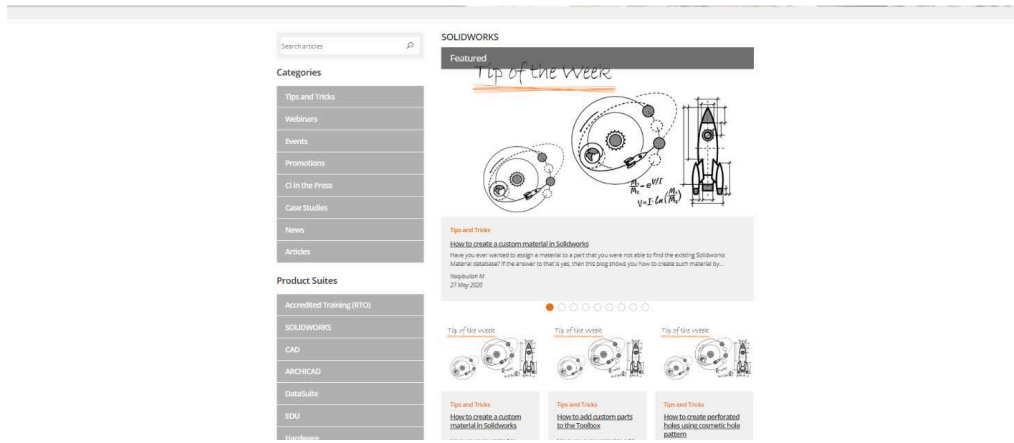 Search articles
Categories
Tips and Tricks
Webinars
Events
Promotions
CI in the Press
Case Studies
News
Articles
Product Suites
Accredited Training (RTO)
SOLIDWORKS
CAD
ARCHICAD
DataSuite
EDU
Hardware
SOLIDWORKS
Featured
Tip of the Week
M₁/M₀ = e^V/I
V=I·ln(M₁/M₀)
Tips and Tricks
How to create a custom material in Solidworks
Have you ever wanted to assign a material to a part that you were not able to find the existing Solidworks
Material database? If the answer to that is yes, then this blog shows you how to create such material by...
Naqibullah M
27 May 2020
Tip of the Week
Tips and Tricks
How to create a custom
material in Solidworks
Tip of the Week
Tips and Tricks
How to add custom parts
to the Toolbox
Tip of the Week
Tips and Tricks
How to create perforated
holes using cosmetic hole
pattern